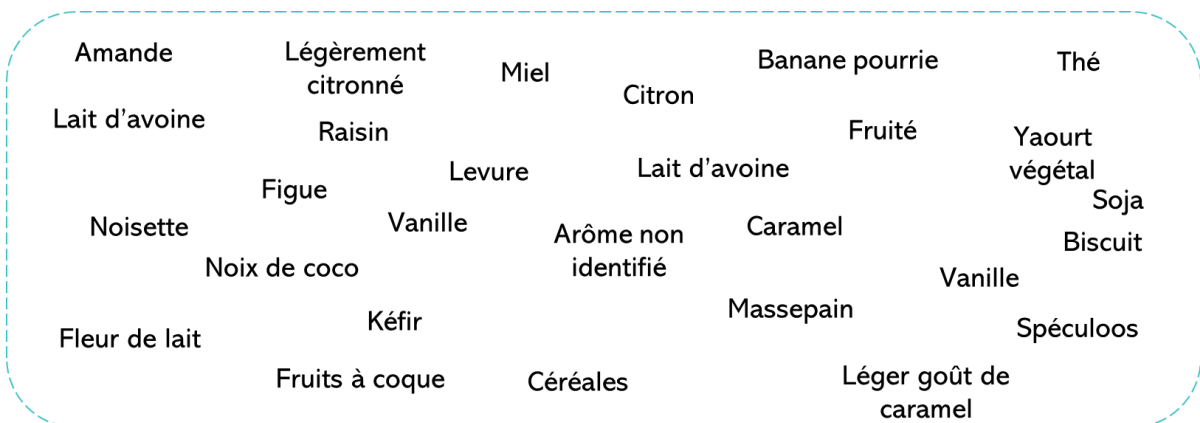 Amande
Légèrement
citronné
Miel
Banane pourrie
Thé
Citron
Lait d’avoine
Raisin
Fruité
Yaourt
végétal
Levure
Lait d’avoine
Figue
Soja
Noisette
Vanille
Arôme non
identifié
Caramel
Biscuit
Noix de coco
Vanille
Massepain
Kéfir
Spéculoos
Fleur de lait
Fruits à coque
Céréales
Léger goût de
caramel